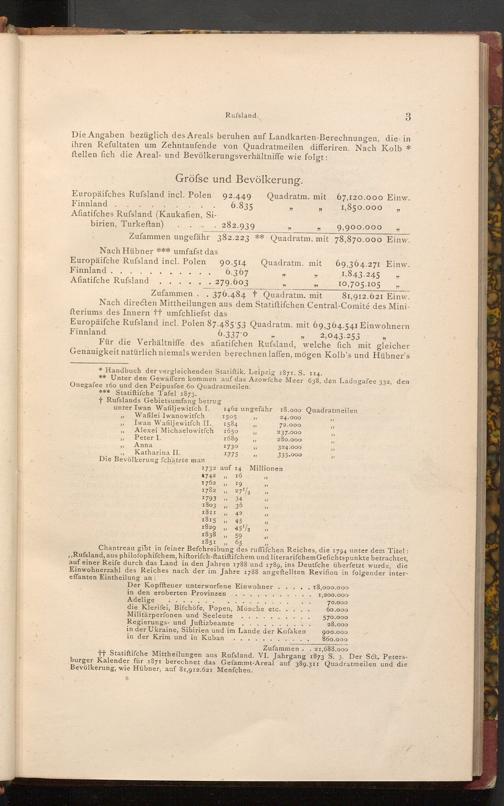 Rufsland.
3
Die Angaben bezüglich des Areals beruhen auf Landkarten-Berechnungen, die in
ihren Refultaten um Zehntaufende von Quadratmeilen differiren. Nach Kolb *
ftellen fich die Areal- und Bevölkerungsverhältniffe wie folgt:
Gröfse und Bevölkerung.
Europäifches Rufsland incl. Polen 92.449 Quadratm. mit 67,120.000 Einw.
Finnland . . . . . . . . . . 6.835 „ „ 1,850.000 „
Afiatifches Rufsland (Kaukafien, Si-
birien, Turkeftan) . . . . 282.939 „ „ 9,900.000 „
Zufammen ungefähr 382.223 ** Quadratm. mit 78,870.000 Einw.
Nach Hübner *** umfafst das
Europäifche Rufsland incl. Polen 90.514 Quadratm. mit 69,364.271 Einw.
Finnland . . . . . . . . . . . 6.367 „ „ 1,843.245 „
Afiatifche Rufsland . . . . . . 279.603 „ „ 10,705.105 „
Zufammen . . 376.484 † Quadratm. mit 81,912.621 Einw.
Nach direƈten Mittheilungen aus dem Statiftifchen Central-Comité des Mini-
fteriums des Innern †† umfchliefst das
Europäifche Rufsland incl. Polen 87.485·53 Quadratm. mit 69,364.541 Einwohnern
Finnland 6.337·0 „ „ 2,043.253 „
Für die Verhältniffe des afiatifchen Rufsland, welche fich mit gleicher
Genauigkeit natürlich niemals werden berechnen laffen, mögen Kolb's und Hübner's
* Handbuch der vergleichenden Statiftik. Leipzig 1871. S. 114.
** Unter den Gewäffern kommen auf das Azowfche Meer 638, den Ladogafee 332, den
Onegafee 160 und den Peipusfee 60 Quadratmeilen.
*** Statiftifche Tafel 1873.
† Rufslands Gebietsumfang betrug
unter Iwan Wafiljewitfch I. 1462 ungefähr 18.000 Quadratmeilen
„ Wafilei Iwanowitfch 1505 „ 24.000 „
„ Iwan Wafiljewitfch II. 1584 „ 72.000 „
„ Alexei Michaelowitfch 1650 „ 237.000 „
„ Peter I. 1689 „ 280.000 „
„ Anna 1730 „ 324.000 „
„ Katharina II. 1775 „ 335.000 „
Die Bevölkerung fchätzte man
1732 auf 14 Millionen
1742 „ 16 „
1762 „ 19 „
1782 „ 27 1/2 „
1793 „ 34 „
1803 „ 36 „
1811 „ 42 „
1815 „ 45 „
1829 „ 45 1/2 „
1838 „ 59 „
1851 „ 65 „
Chantreau gibt in feiner Befchreibung des ruffifchen Reiches, die 1794 unter dem Titel:
„Rufsland, aus philofophifchem, hiftorifch-ftatiftifchem und literarifchem Gefichtspunkte betrachtet,
auf einer Reife durch das Land in den Jahren 1788 und 1789, ins Deutfche überfetzt wurde, die
Einwohnerzahl des Reiches nach der im Jahre 1788 angeftellten Revifion in folgender inter-
effanten Eintheilung an:
Der Kopffteuer unterworfene Einwohner . . . . . 18,000.000
in den eroberten Provinzen . . . . . . . . . . . 1,200.000
Adelige . . . . . . . . . . . . . . . . . 70.000
die Klerifei, Bifchöfe, Popen, Mönche etc. . . . . 60.000
Militärperfonen und Seeleute . . . . . . . . . . 570.000
Regierungs- und Juftizbeamte . . . . . . . . . . 28.000
in der Ukraine, Sibirien und im Lande der Kofaken 900.000
in der Krim und in Kuban . . . . . . . . . . . 860.000
Zufammen . . 21,688.000
†† Statiftifche Mittheilungen aus Rufsland. VI. Jahrgang 1873 S. 3. Der Sƈt. Peters-
burger Kalender für 1871 berechnet das Gefammt-Areal auf 389.311 Quadratmeilen und die
Bevölkerung, wie Hübner, auf 81,912.621 Menfchen.